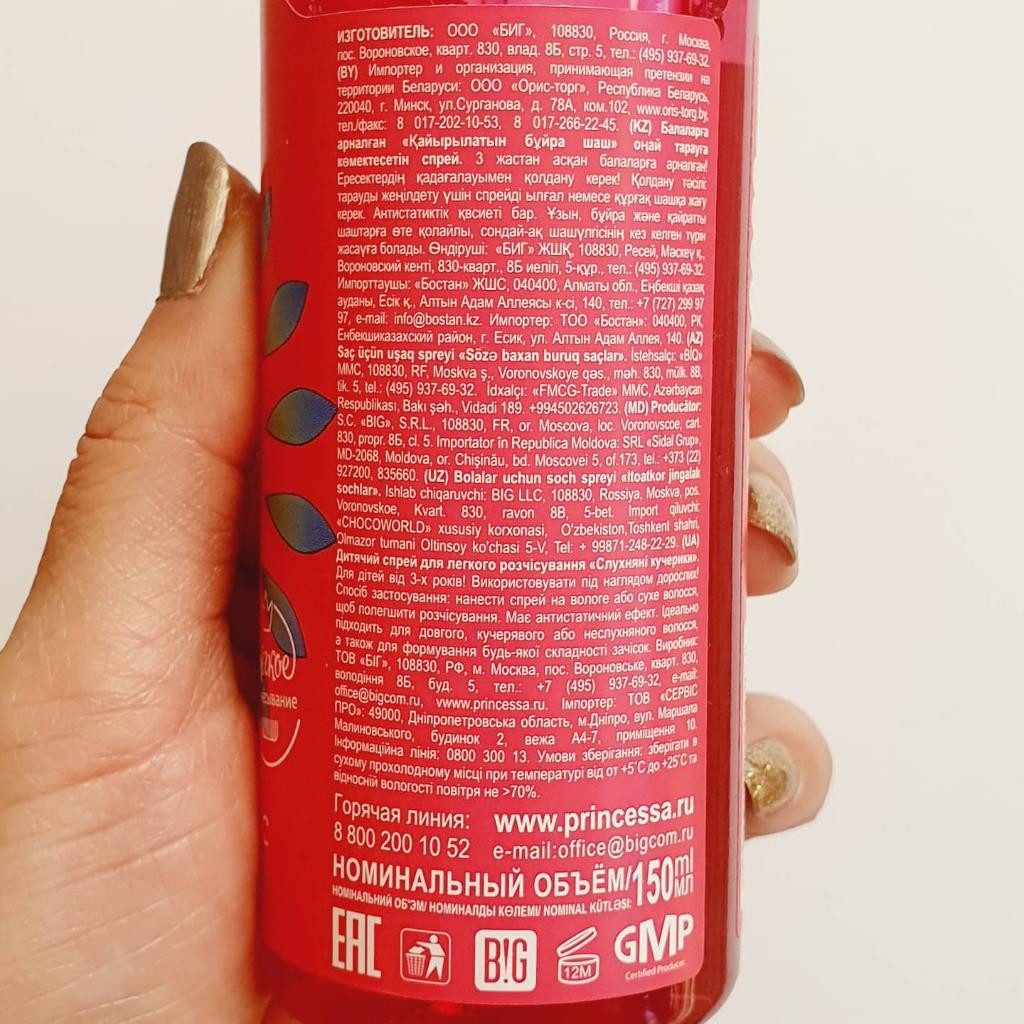 ИЗГОТОВИТЕЛЬ: ООО «БИГ», 108830, Россия, г. Москва,
пос. Вороновское, кварт. 830, влад. 8Б, стр. 5, тел.: (495) 937-69-32.
(BY) Импортер и организация, принимающая претензии на
территории Беларуси: ООО «Орис-торг», Республика Беларусь,
220040, г. Минск, ул.Сурганова, д. 78А, ком.102, www.oris-torg.by,
тел./факс: 8 017-202-10-53, 8 017-266-22-45. (KZ) Балаларға
арналған «Қайырылатын бұйра шаш» оңай тарауға
көмектесетін спрей. 3 жастан асқан балаларға арналған!
Ересектердің қадағалауымен қолдану керек! Қолдану тәсілі:
тарауды жеңілдету үшін спрейді ылғал немесе құрғақ шашқа жағу
керек. Антистатиктік қвсиеті бар. Ұзын, бұйра және қайратты
шаштарға өте қолайлы, сондай-ақ шашүлгісінің кез келген түрін
жасауға болады. Өндіруші: «БИГ» ЖШҚ, 108830, Ресей, Мәскеу қ.,
Вороновский кенті, 830-кварт., 8Б иелігі, 5-құр., тел.: (495) 937-69-32.
Импорттаушы: «Бостан» ЖШС, 040400, Алматы обл., Еңбекші қазақ
ауданы, Есік қ., Алтын Адам Аллеясы к-сі, 140, тел.: +7 (727) 299 97
97, e-mail: info@bostan.kz. Импортер: ТОО «Бостан»: 040400, РК,
Енбекшиказахский район, г. Есик, ул. Алтын Адам Аллея, 140. (AZ)
Saç üçün uşaq spreyi «Sözə baxan buruq saçlar». İstehsalçı: «BİQ»
MMC, 108830, RF, Moskva ş., Voronovskoye qəs., məh. 830, mülk. 8B,
tik. 5, tel.: (495) 937-69-32. İdxalçı: «FMCG-Trade» MMC, Azərbaycan
Respublikası, Bakı şəh., Vidadi 189. +994502626723. (MD) Producător:
S.C. «BIG», S.R.L., 108830, FR, or. Moscova, loc. Voronovscoe, cart.
830, propr. 8Б, cl. 5. Importator în Republica Moldova: SRL «Sidal Grup»,
MD-2068, Moldova, or. Chișinău, bd. Moscovei 5, of.173, tel.: +373 (22)
927200, 835660. (UZ) Bolalar uchun soch spreyi «Itoatkor jingalak
sochlar». Ishlab chiqaruvchi: BIG LLC, 108830, Rossiya, Moskva, pos.
Voronovskoe, Kvart. 830, ravon 8B, 5-bet. Import qiluvchi:
«CHOCOWORLD» xususiy korxonasi, O'zbekiston,Toshkent shahri,
Olmazor tumani Oltinsoy ko'chasi 5-V, Tel: + 99871-248-22-29. (UA)
Дитячий спрей для легкого розчісування «Слухняні кучерики».
Для дітей від 3-х років! Використовувати під наглядом дорослих!
Спосіб застосування: нанести спрей на вологе або сухе волосся,
щоб полегшити розчісування. Має антистатичний ефект. Ідеально
підходить для довгого, кучерявого або неслухняного волосся,
а також для формування будь-якої складності зачісок. Виробник:
ТОВ «БІГ», 108830, РФ, м. Москва, пос. Вороновське, кварт. 830,
володіння 8Б, буд. 5, тел.: +7 (495) 937-69-32, e-mail:
office@bigcom.ru, www.princessa.ru. Імпортер: ТОВ «СЕРВІС
ПРО»: 49000, Дніпропетровська область, м.Дніпро, вул. Маршала
Малиновського, будинок 2, вежа А4-7, приміщення 10.
Інформаційна лінія: 0800 300 13. Умови зберігання: зберігати в
сухому прохолодному місці при температурі від от +5˚С до +25˚С та
відносній вологості повітря не >70%.
Горячая линия: www.princessa.ru
8 800 200 10 52 e-mail:office@bigcom.ru
НОМИНАЛЬНЫЙ ОБЪЁМ/150 ml МЛ
НОМІНАЛЬНИЙ ОБ'ЭМ/ НОМИНАЛДЫ КӨЛЕМІ/ NOMINAL KÜTLƏSI:
EAC B!G 12M GMP
Certified Producer